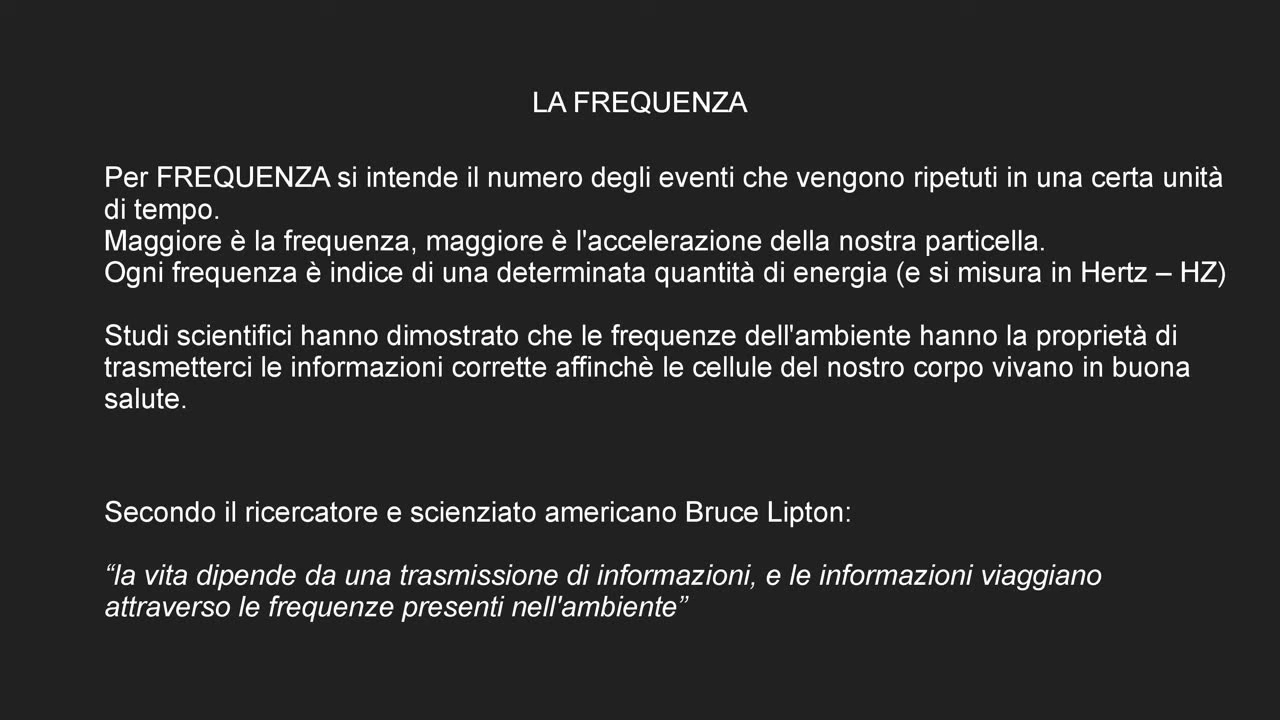 LA FREQUENZA
Per FREQUENZA si intende il numero degli eventi che vengono ripetuti in una certa unità
di tempo.
Maggiore è la frequenza, maggiore è l'accelerazione della nostra particella.
Ogni frequenza è indice di una determinata quantità di energia (e si misura in Hertz – HZ)
Studi scientifici hanno dimostrato che le frequenze dell'ambiente hanno la proprietà di
trasmetterci le informazioni corrette affinchè le cellule del nostro corpo vivano in buona
salute.
Secondo il ricercatore e scienziato americano Bruce Lipton:
“la vita dipende da una trasmissione di informazioni, e le informazioni viaggiano
attraverso le frequenze presenti nell'ambiente”